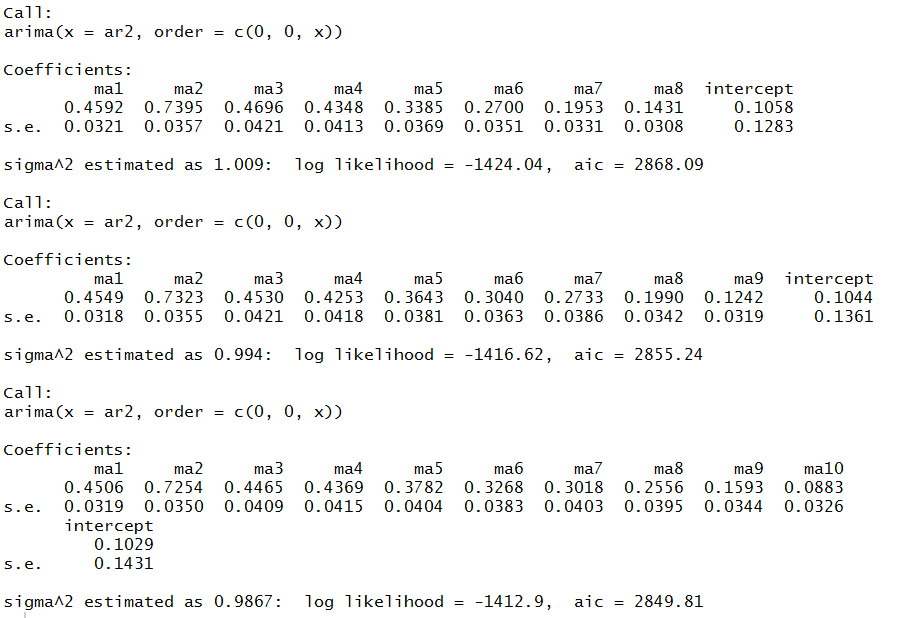 Call:
arima(x = ar2, order = c(0, 0, x))
Coefficients:
ma1 ma2 ma3 ma4 ma5 ma6 ma7 ma8 intercept
0.4592 0.7395 0.4696 0.4348 0.3385 0.2700 0.1953 0.1431 0.1058
s.e. 0.0321 0.0357 0.0421 0.0413 0.0369 0.0351 0.0331 0.0308 0.1283
sigma^2 estimated as 1.009: log likelihood = -1424.04, aic = 2868.09
Call:
arima(x = ar2, order = c(0, 0, x))
Coefficients:
ma1 ma2 ma3 ma4 ma5 ma6 ma7 ma8 ma9 intercept
0.4549 0.7323 0.4530 0.4253 0.3643 0.3040 0.2733 0.1990 0.1242 0.1044
s.e. 0.0318 0.0355 0.0421 0.0418 0.0381 0.0363 0.0386 0.0342 0.0319 0.1361
sigma^2 estimated as 0.994: log likelihood = -1416.62, aic = 2855.24
Call:
arima(x = ar2, order = c(0, 0, x))
Coefficients:
ma1 ma2 ma3 ma4 ma5 ma6 ma7 ma8 ma9 ma10
0.4506 0.7254 0.4465 0.4369 0.3782 0.3268 0.3018 0.2556 0.1593 0.0883
s.e. 0.0319 0.0350 0.0409 0.0415 0.0404 0.0383 0.0403 0.0395 0.0344 0.0326
intercept
0.1029
s.e. 0.1431
sigma^2 estimated as 0.9867: log likelihood = -1412.9, aic = 2849.81